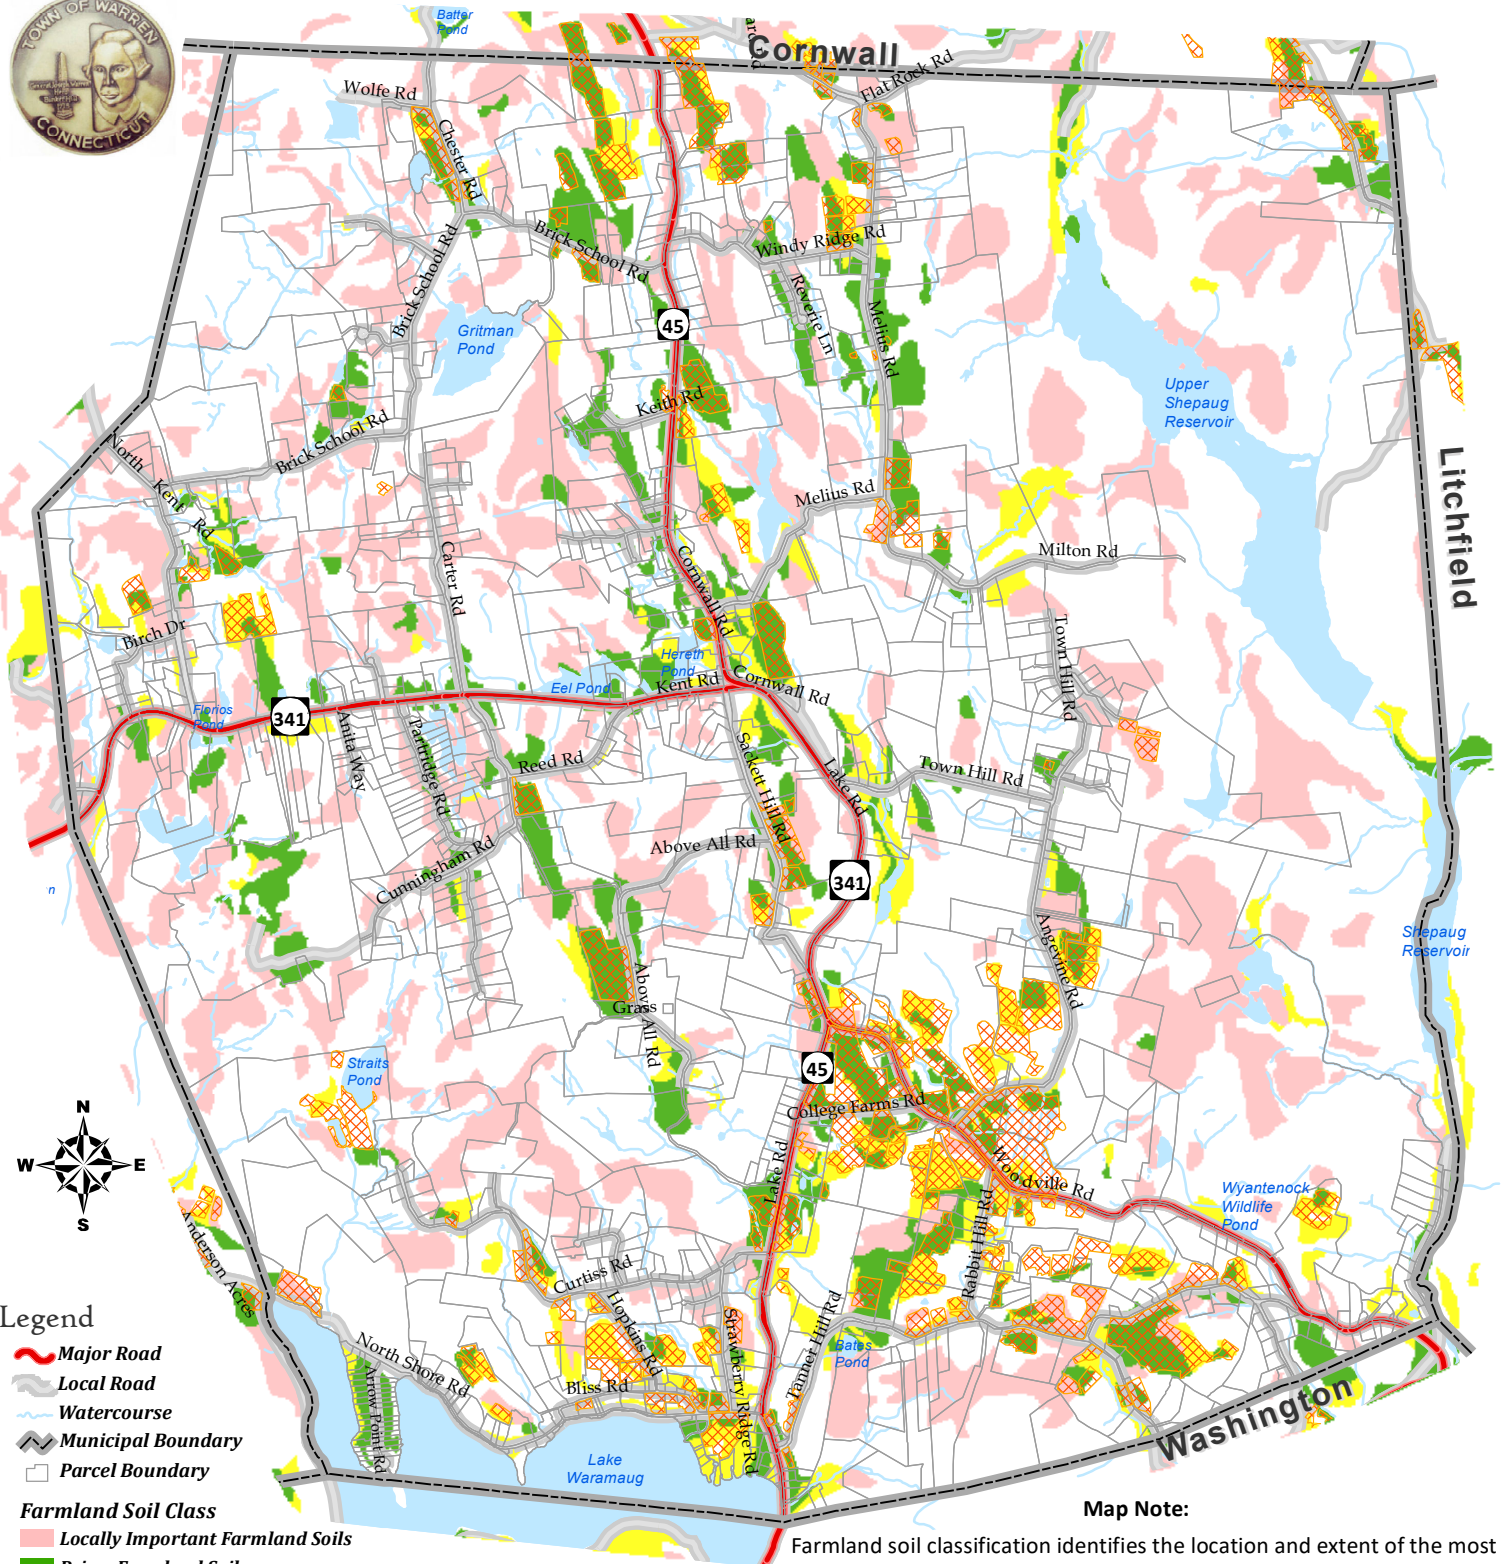 TOWN OF WARREN
CONNECTICUT
Batter
Pond
Cornwall
Flat Rock Rd
Wolfe Rd
Chester Rd
Brick School Rd
Windy Ridge Rd
Brick School Rd
Reverie Ln
Melius Rd
Gritman
Pond
45
Upper
Shepaug
Reservoir
Keith Rd
Brick School Rd
North
Kent Rd
Litchfield
Melius Rd
Milton Rd
Carter Rd
Cornwall Rd
Birch Dr
Town Hill Rd
Hereth
Pond
Eel Pond
Kent Rd
Cornwall Rd
Florios
Pond
341
Anita Way
Partridge Rd
Reed Rd
Sackett Hill Rd
Lake Rd
Town Hill Rd
Above All Rd
Cunningham Rd
341
n
Angevine Rd
Shepaug
Reservoir
Above All Rd
Grass
Straits
Pond
45
College Farms Rd
N
W
E
S
Lake Rd
Woodville Rd
Wyantenock
Wildlife
Pond
Anderson Acres
Rabbit Hill Rd
Curtiss Rd
Hopkins Rd
Strawberry Ridge Rd
Tanner Hill Rd
Bates
Pond
North Shore Rd
Arrow Point Rd
Bliss Rd
Lake
Waramaug
Washington
Legend
Major Road
Local Road
Watercourse
Municipal Boundary
Parcel Boundary
Farmland Soil Class
Locally Important Farmland Soils
Map Note:
Farmland soil classification identifies the location and extent of the most